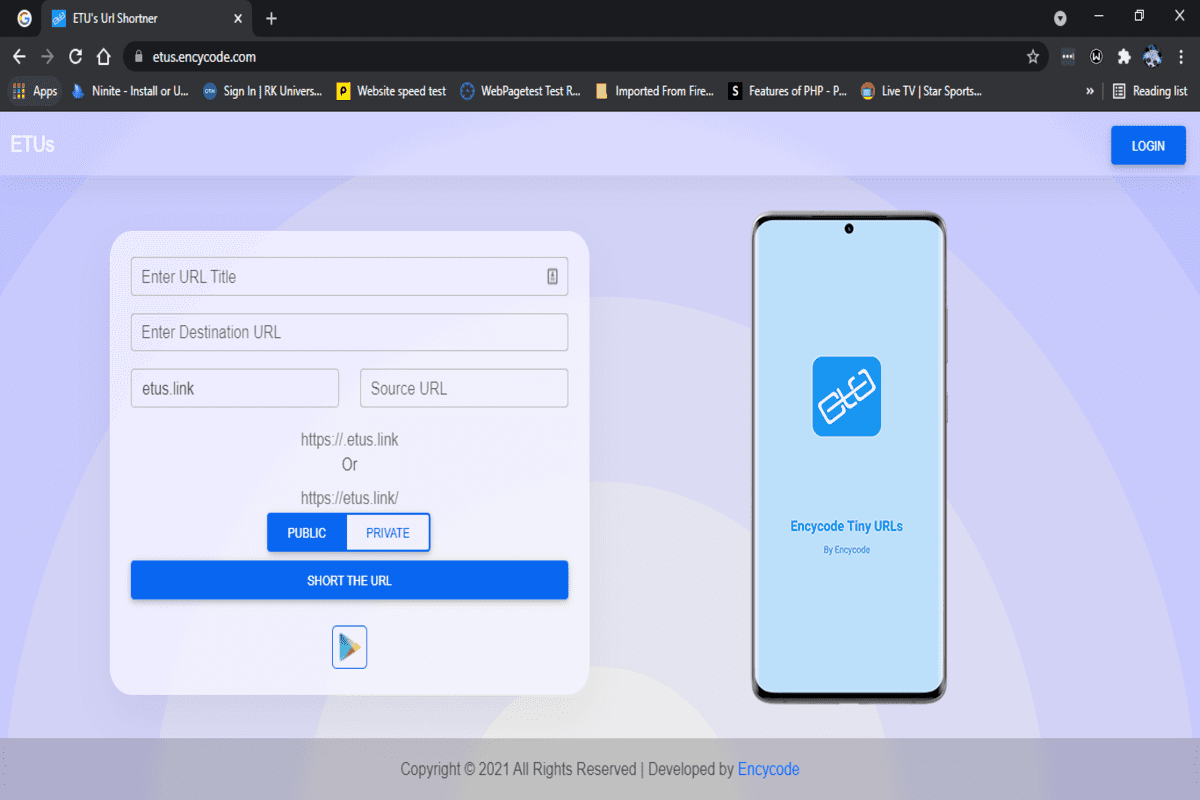 ETU's Url Shortner
etus.encycode.com
Apps
Ninite - Install or U...
Sign In | RK Univers...
Website speed test
WebPagetest Test R...
Imported From Fire...
Features of PHP - P...
Live TV | Star Sports...
»
Reading list
ETUs
LOGIN
Enter URL Title
Enter Destination URL
etus.link
Source URL
https://.etus.link
Or
https://etus.link/
PUBLIC
PRIVATE
SHORT THE URL
etu
Encycode Tiny URLs
By Encycode
Copyright © 2021 All Rights Reserved | Developed by Encycode